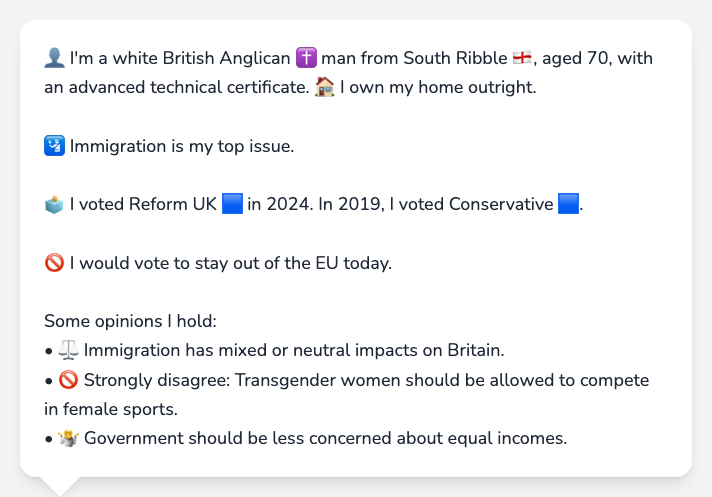 👤 I'm a white British Anglican ✝️ man from South Ribble 🏴󠁧󠁢󠁥󠁮󠁧󠁿, aged 70, with
an advanced technical certificate. 🏠 I own my home outright.
🛂 Immigration is my top issue.
🗳️ I voted Reform UK 🟦 in 2024. In 2019, I voted Conservative 🟦.
🚫 I would vote to stay out of the EU today.
Some opinions I hold:
• ⚖️ Immigration has mixed or neutral impacts on Britain.
• 🚫 Strongly disagree: Transgender women should be allowed to compete
in female sports.
• 🤷 Government should be less concerned about equal incomes.